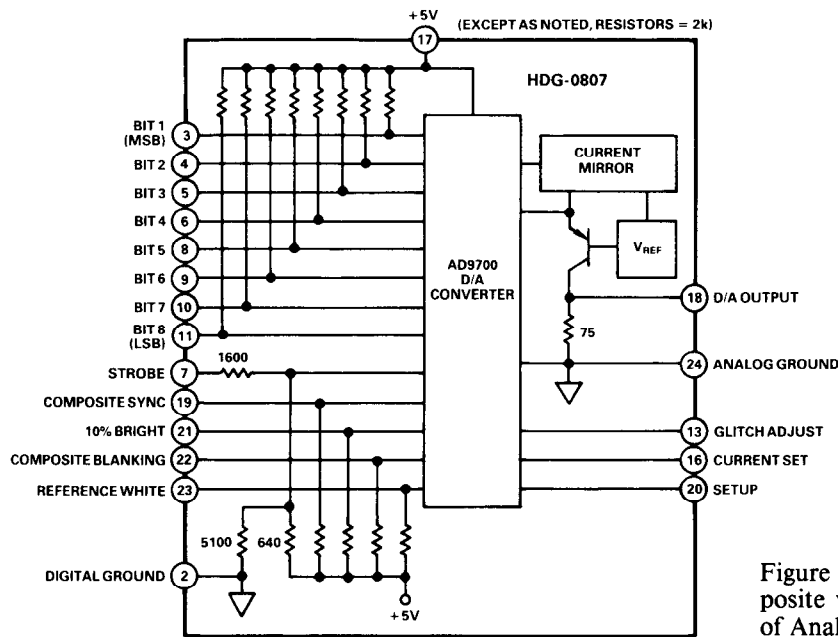 +5V
17
(EXCEPT AS NOTED, RESISTORS = 2k)
HDG-0807
BIT 1
(MSB)
3
BIT 2
4
BIT 3
5
BIT 4
6
BIT 5
8
BIT 6
9
BIT 7
10
BIT 8
(LSB)
11
STROBE
7
1600
COMPOSITE SYNC
19
10% BRIGHT
21
COMPOSITE BLANKING
22
REFERENCE WHITE
23
5100
640
DIGITAL GROUND
2
+5V
AD9700
D/A
CONVERTER
CURRENT
MIRROR
VREF
75
18 D/A OUTPUT
24 ANALOG GROUND
13 GLITCH ADJUST
16 CURRENT SET
20 SETUP
Figure
posite
of Anal